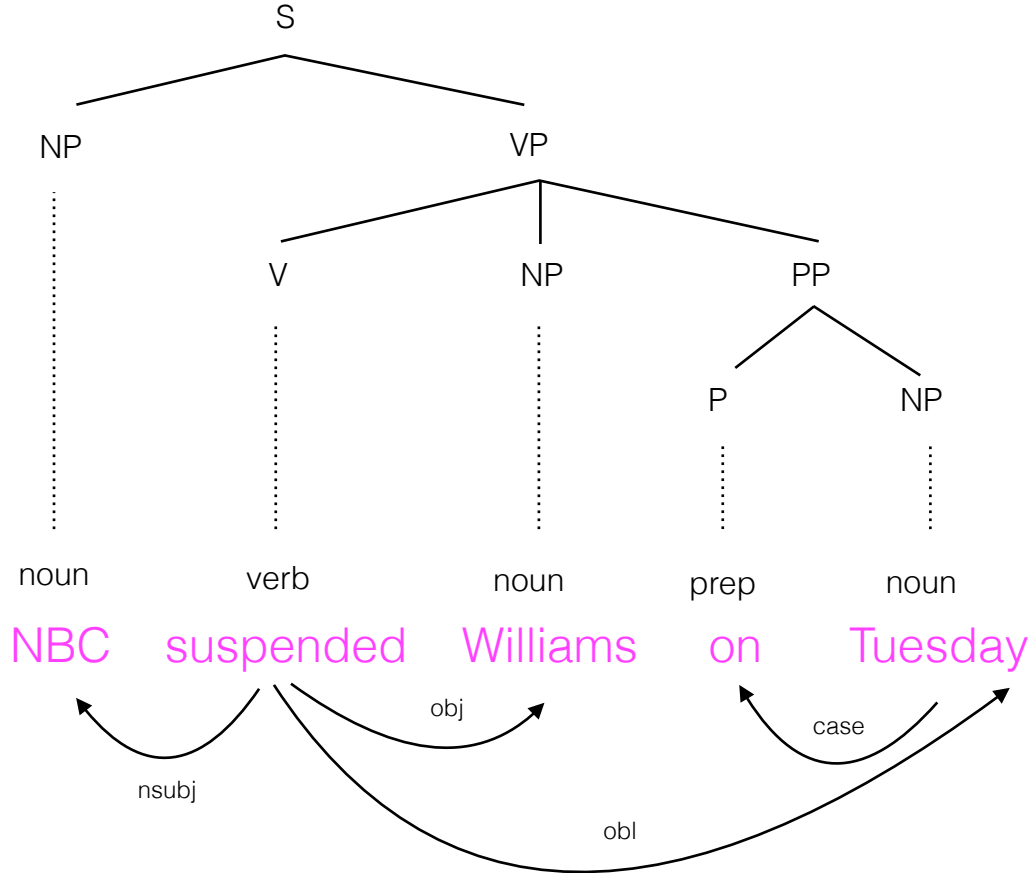 S
NP VP
V NP PP
P NP
noun verb noun prep noun
NBC suspended Williams on Tuesday
obj
case
nsubj
obl